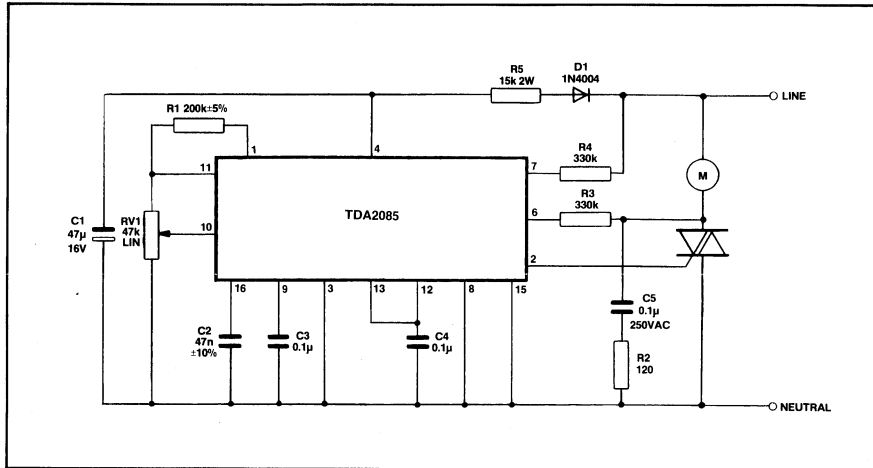 R5
15k 2W
D1
1N4004
LINE
R1 200k±5%
1
4
11
7
R4
330k
M
TDA2085
R3
330k
6
C1
47µ
16V
RV1
47k
LIN
10
2
16
9
3
13
12
8
15
C5
0.1µ
250VAC
C2
47n
±10%
C3
0.1µ
C4
0.1µ
R2
120
NEUTRAL